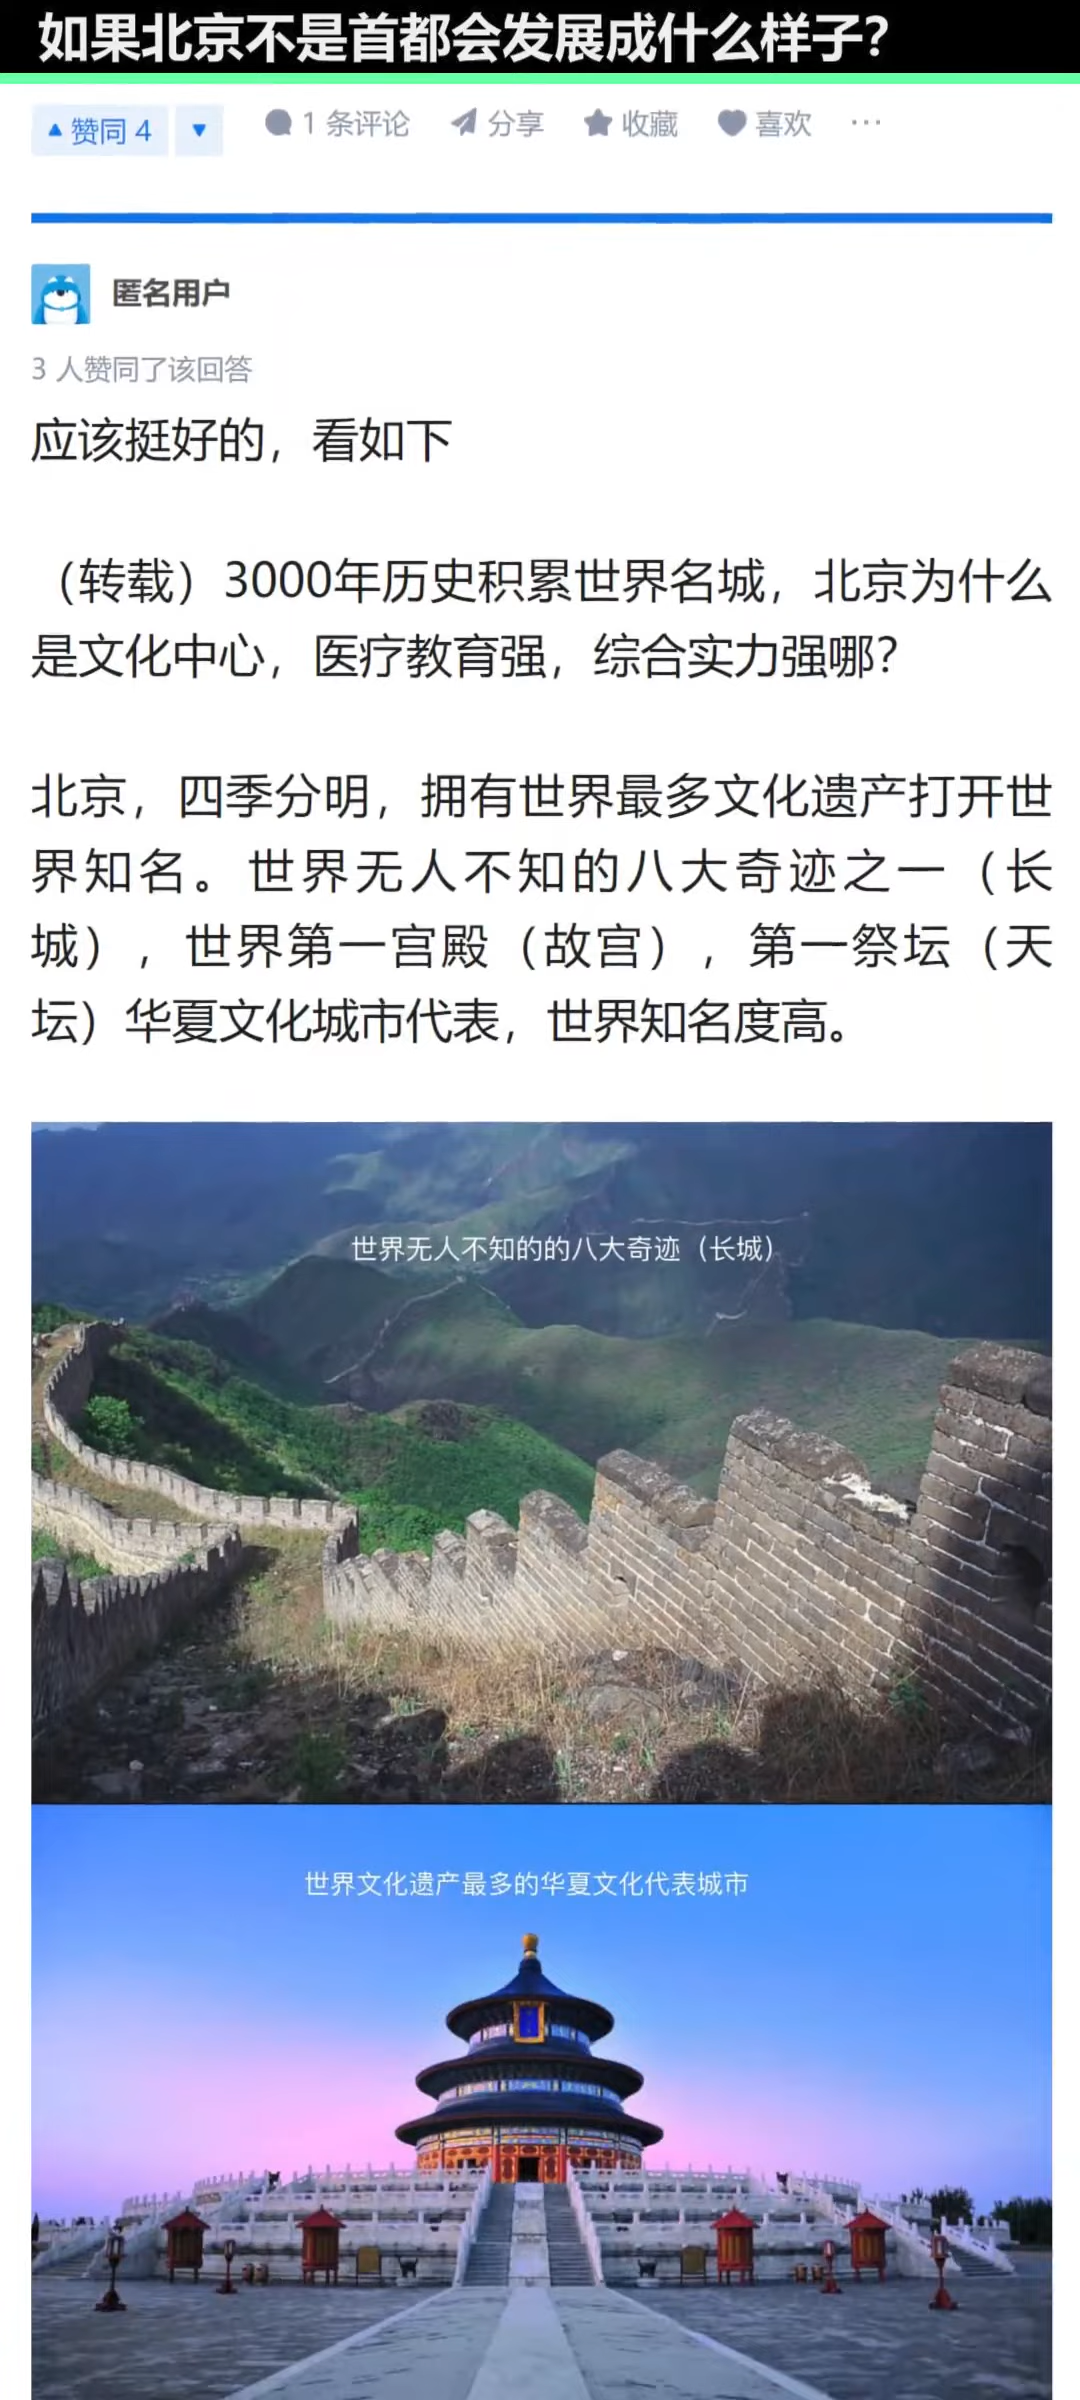 如果北京不是首都会发展成什么样子?
▲ 赞同 4
▼
1 条评论
分享
收藏
喜欢
···
匿名用户
3 人赞同了该回答
应该挺好的，看如下
（转载）3000年历史积累世界名城，北京为什么
是文化中心，医疗教育强，综合实力强哪?
北京，四季分明，拥有世界最多文化遗产打开世
界知名。世界无人不知的八大奇迹之一（长
城），世界第一宫殿（故宫），第一祭坛（天
坛）华夏文化城市代表，世界知名度高。
世界无人不知的的八大奇迹（长城）
世界文化遗产最多的华夏文化代表城市